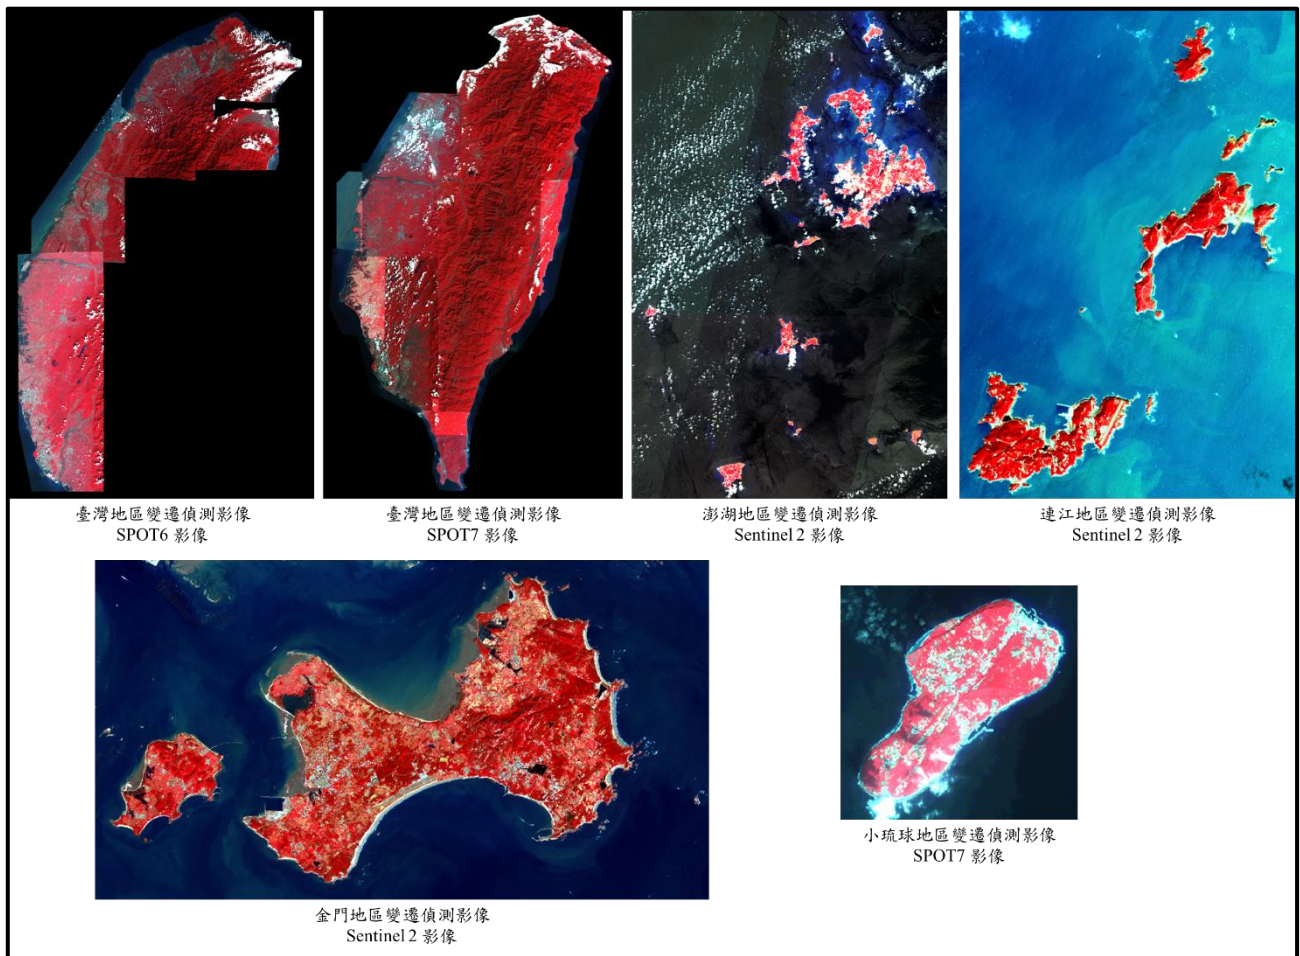 臺灣地區變遷偵測影像
SPOT6 影像
臺灣地區變遷偵測影像
SPOT7 影像
澎湖地區變遷偵測影像
Sentinel 2 影像
連江地區變遷偵測影像
Sentinel 2 影像
金門地區變遷偵測影像
Sentinel 2 影像
小琉球地區變遷偵測影像
SPOT7 影像